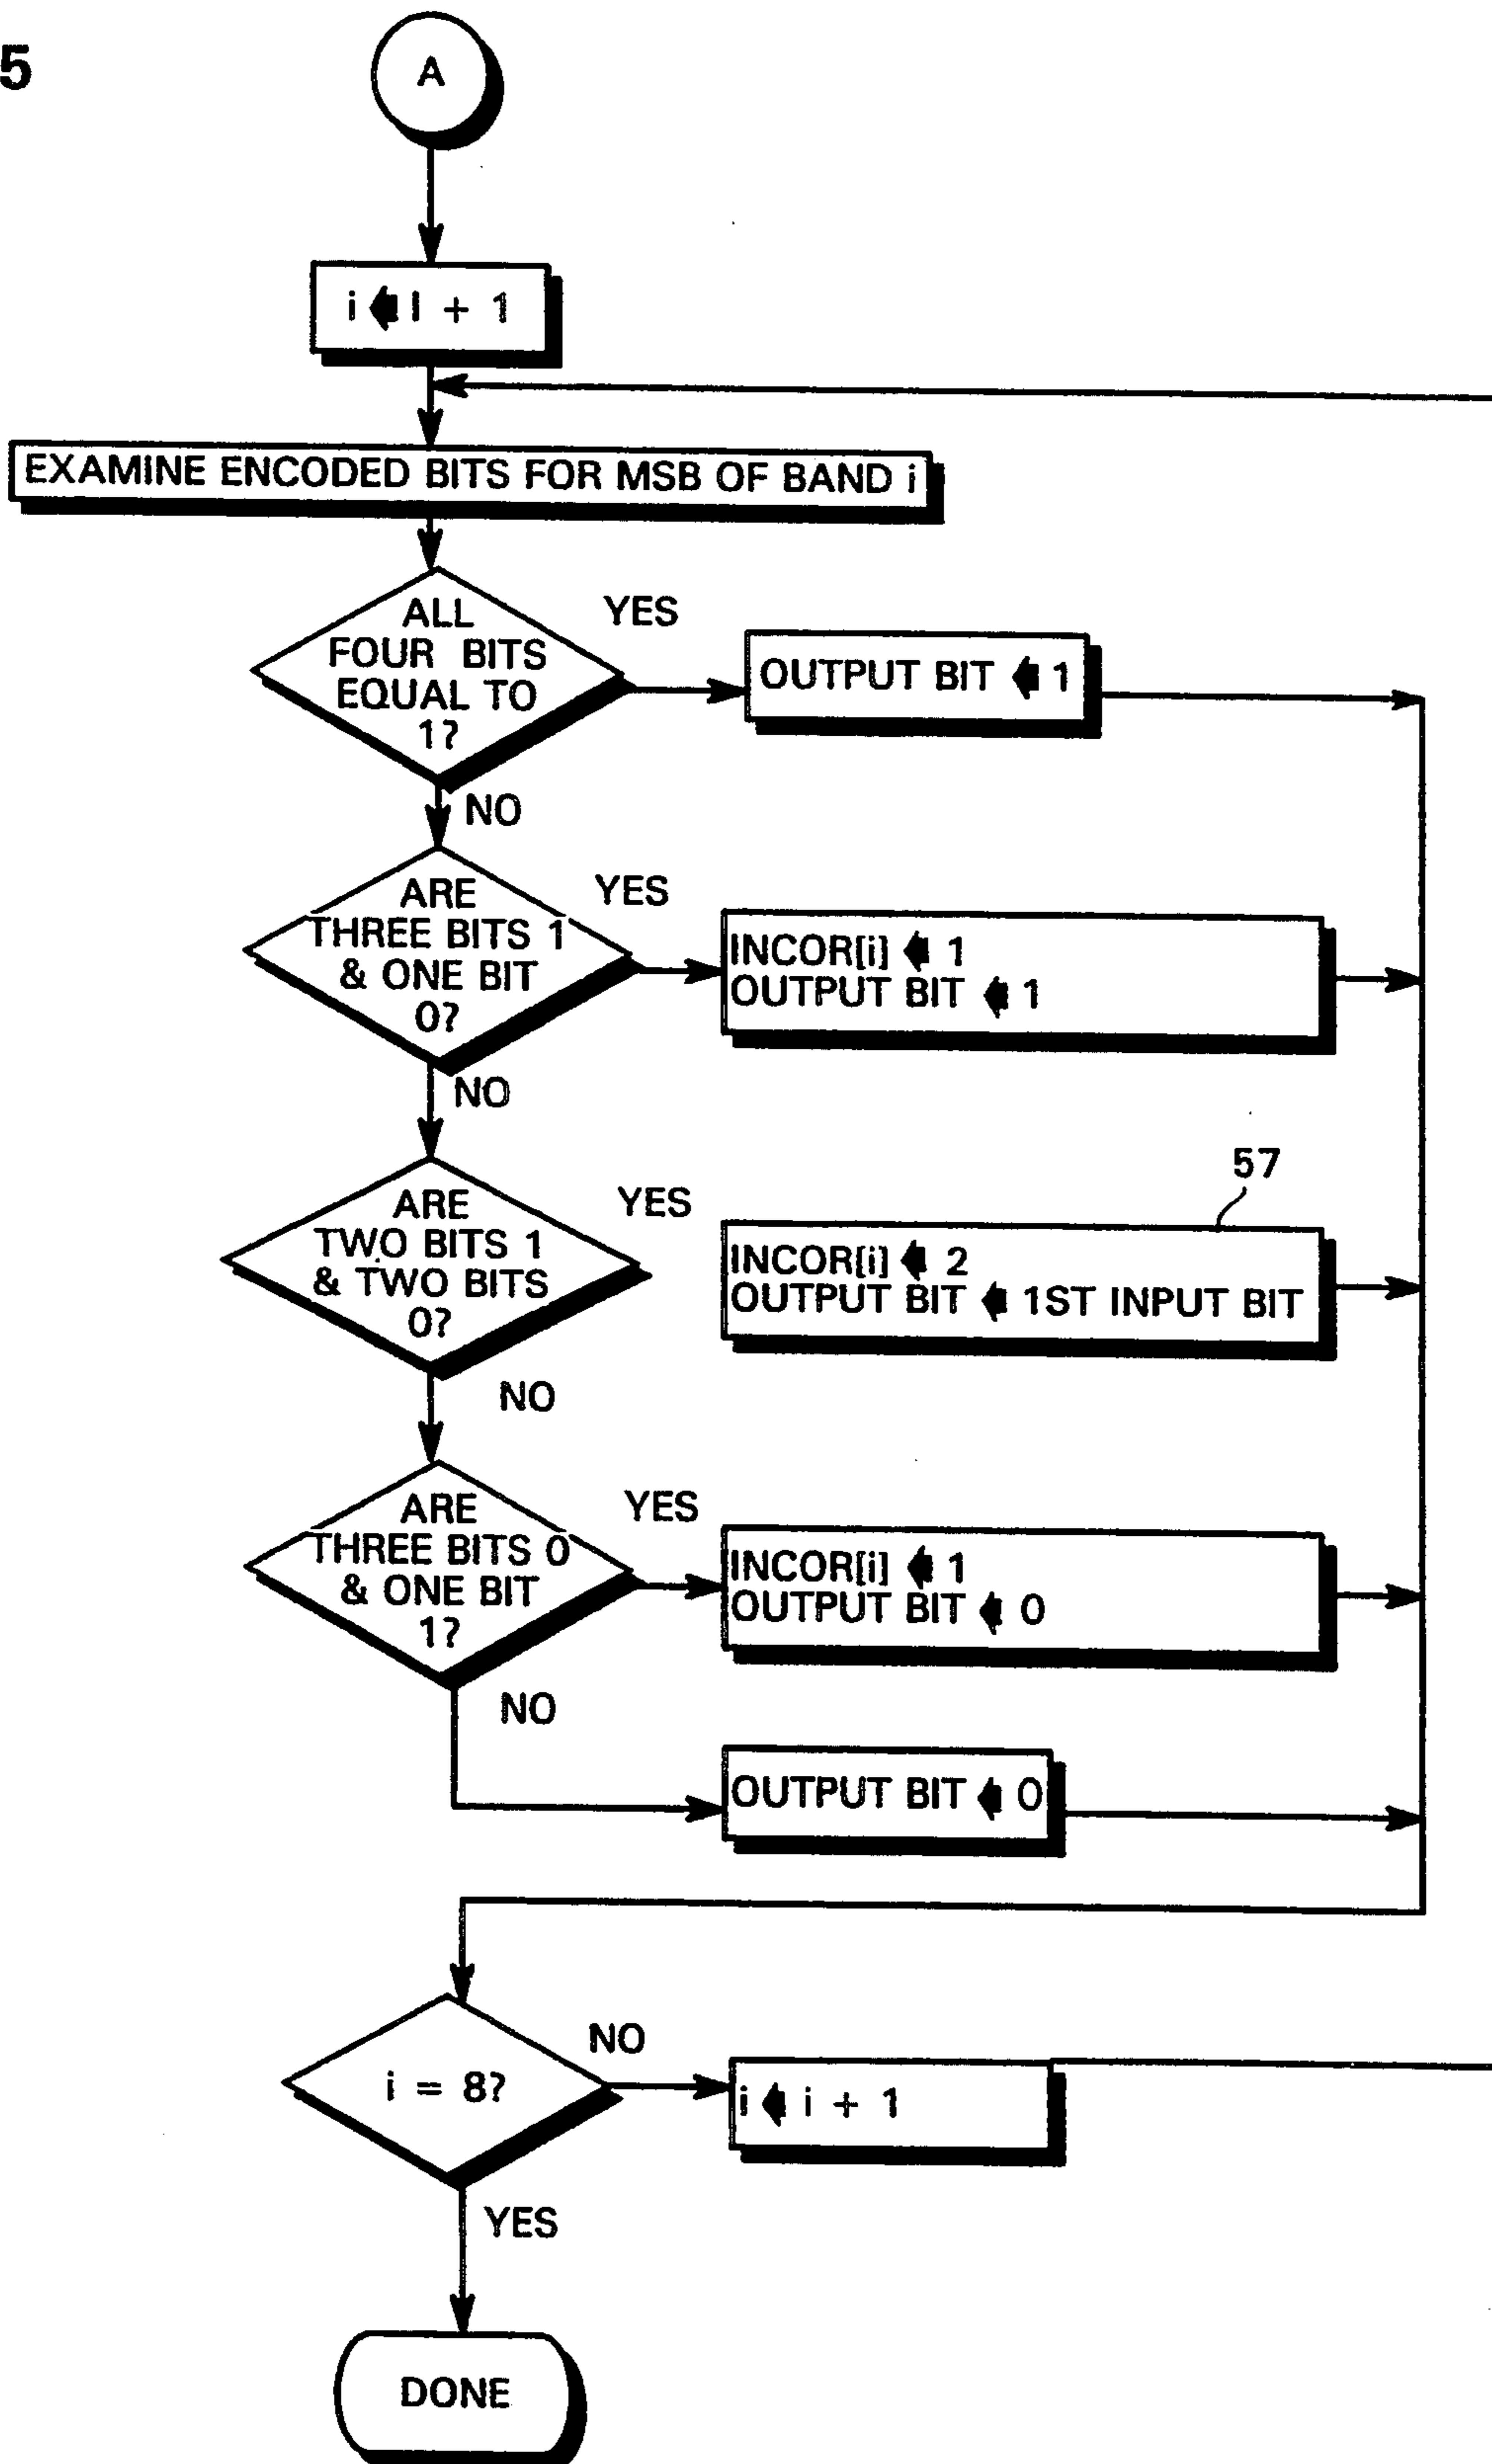 5
A
i ← I + 1
EXAMINE ENCODED BITS FOR MSB OF BAND i
ALL
FOUR BITS
EQUAL TO
1?
YES
OUTPUT BIT ← 1
NO
ARE
THREE BITS 1
& ONE BIT
0?
YES
INCOR[i] ← 1
OUTPUT BIT ← 1
NO
57
ARE
TWO BITS 1
& TWO BITS
0?
YES
INCOR[i] ← 2
OUTPUT BIT ← 1ST INPUT BIT
NO
ARE
THREE BITS 0
& ONE BIT
1?
YES
INCOR[i] ← 1
OUTPUT BIT ← 0
NO
OUTPUT BIT ← 0
i = 8?
NO
i ← i + 1
YES
DONE